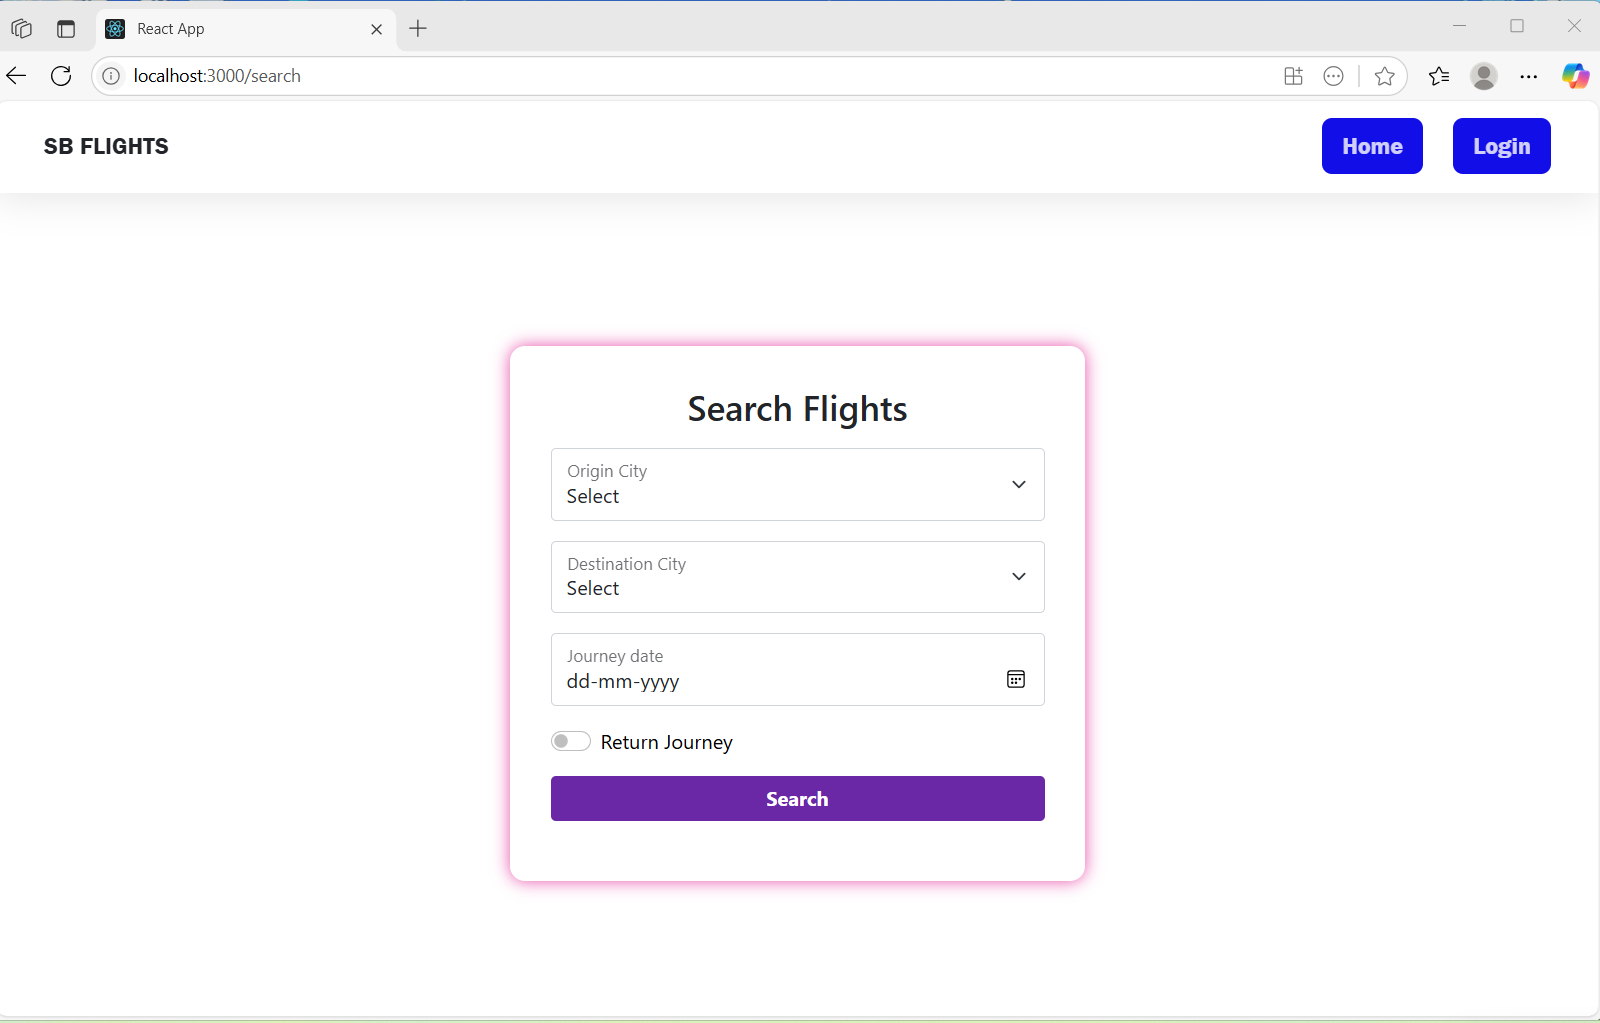 React App
localhost:3000/search
SB FLIGHTS
Home
Login
Search Flights
Origin City
Select
Destination City
Select
Journey date
dd-mm-yyyy
Return Journey
Search